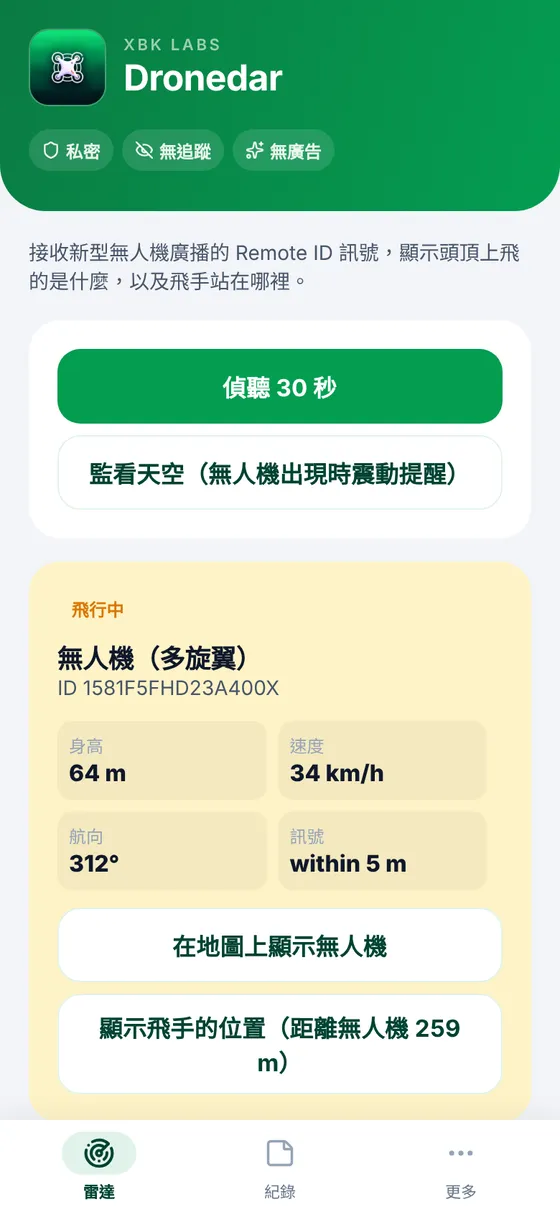 XBK LABS
Dronedar
私密
無追蹤
無廣告
接收新型無人機廣播的 Remote ID 訊號，顯示頭頂上飛
的是什麼，以及飛手站在哪裡。
偵聽 30 秒
監看天空（無人機出現時震動提醒）
飛行中
無人機（多旋翼）
ID 1581F5FHD23A400X
身高
速度
64 m
34 km/h
航向
訊號
312°
within 5 m
在地圖上顯示無人機
顯示飛手的位置（距離無人機 259
m）
雷達
紀錄
更多